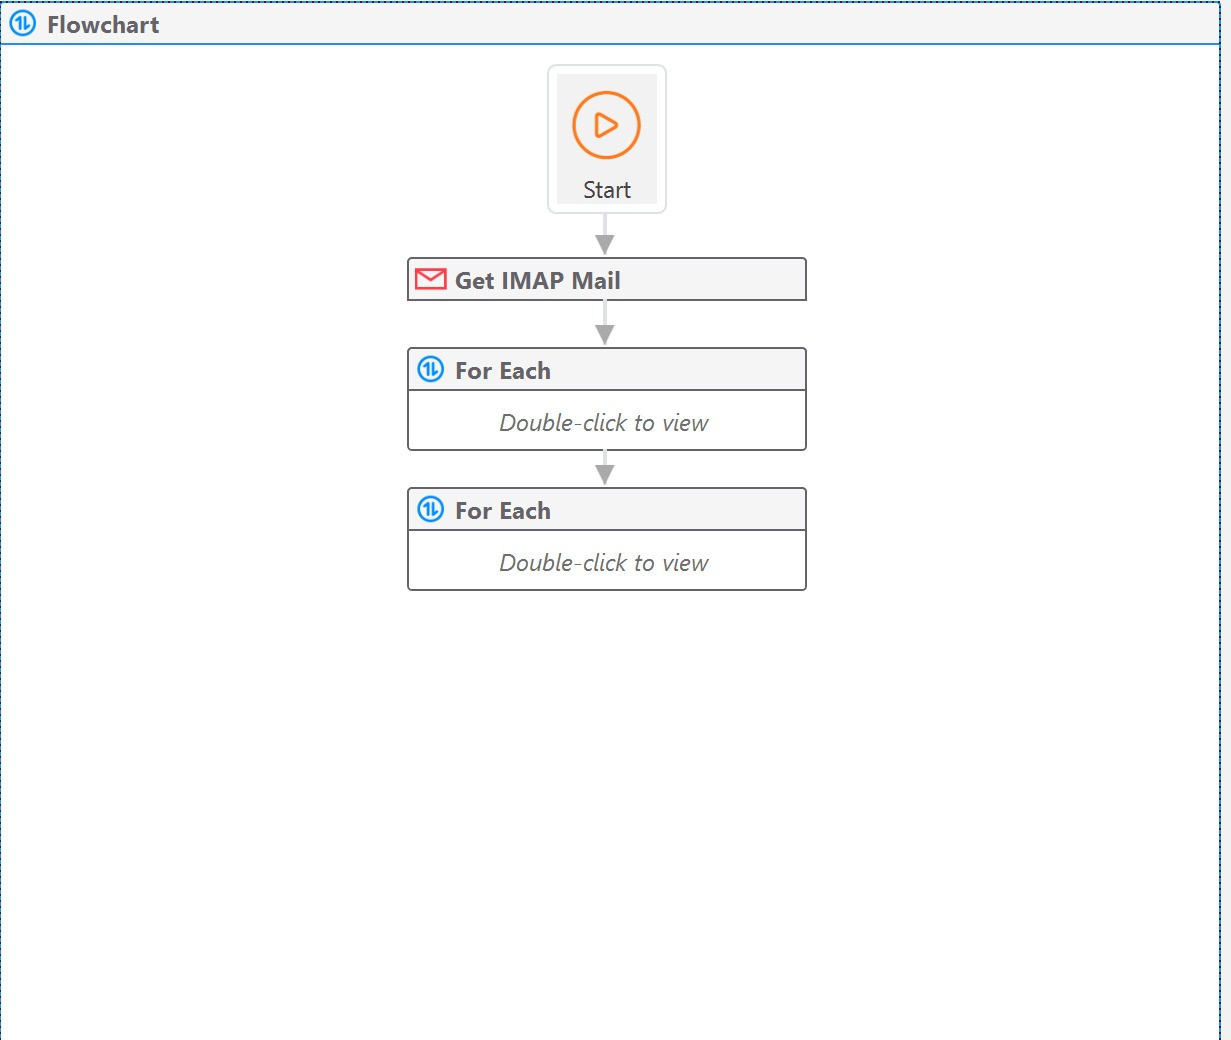 Flowchart
Start
Get IMAP Mail
For Each
Double-click to view
For Each
Double-click to view